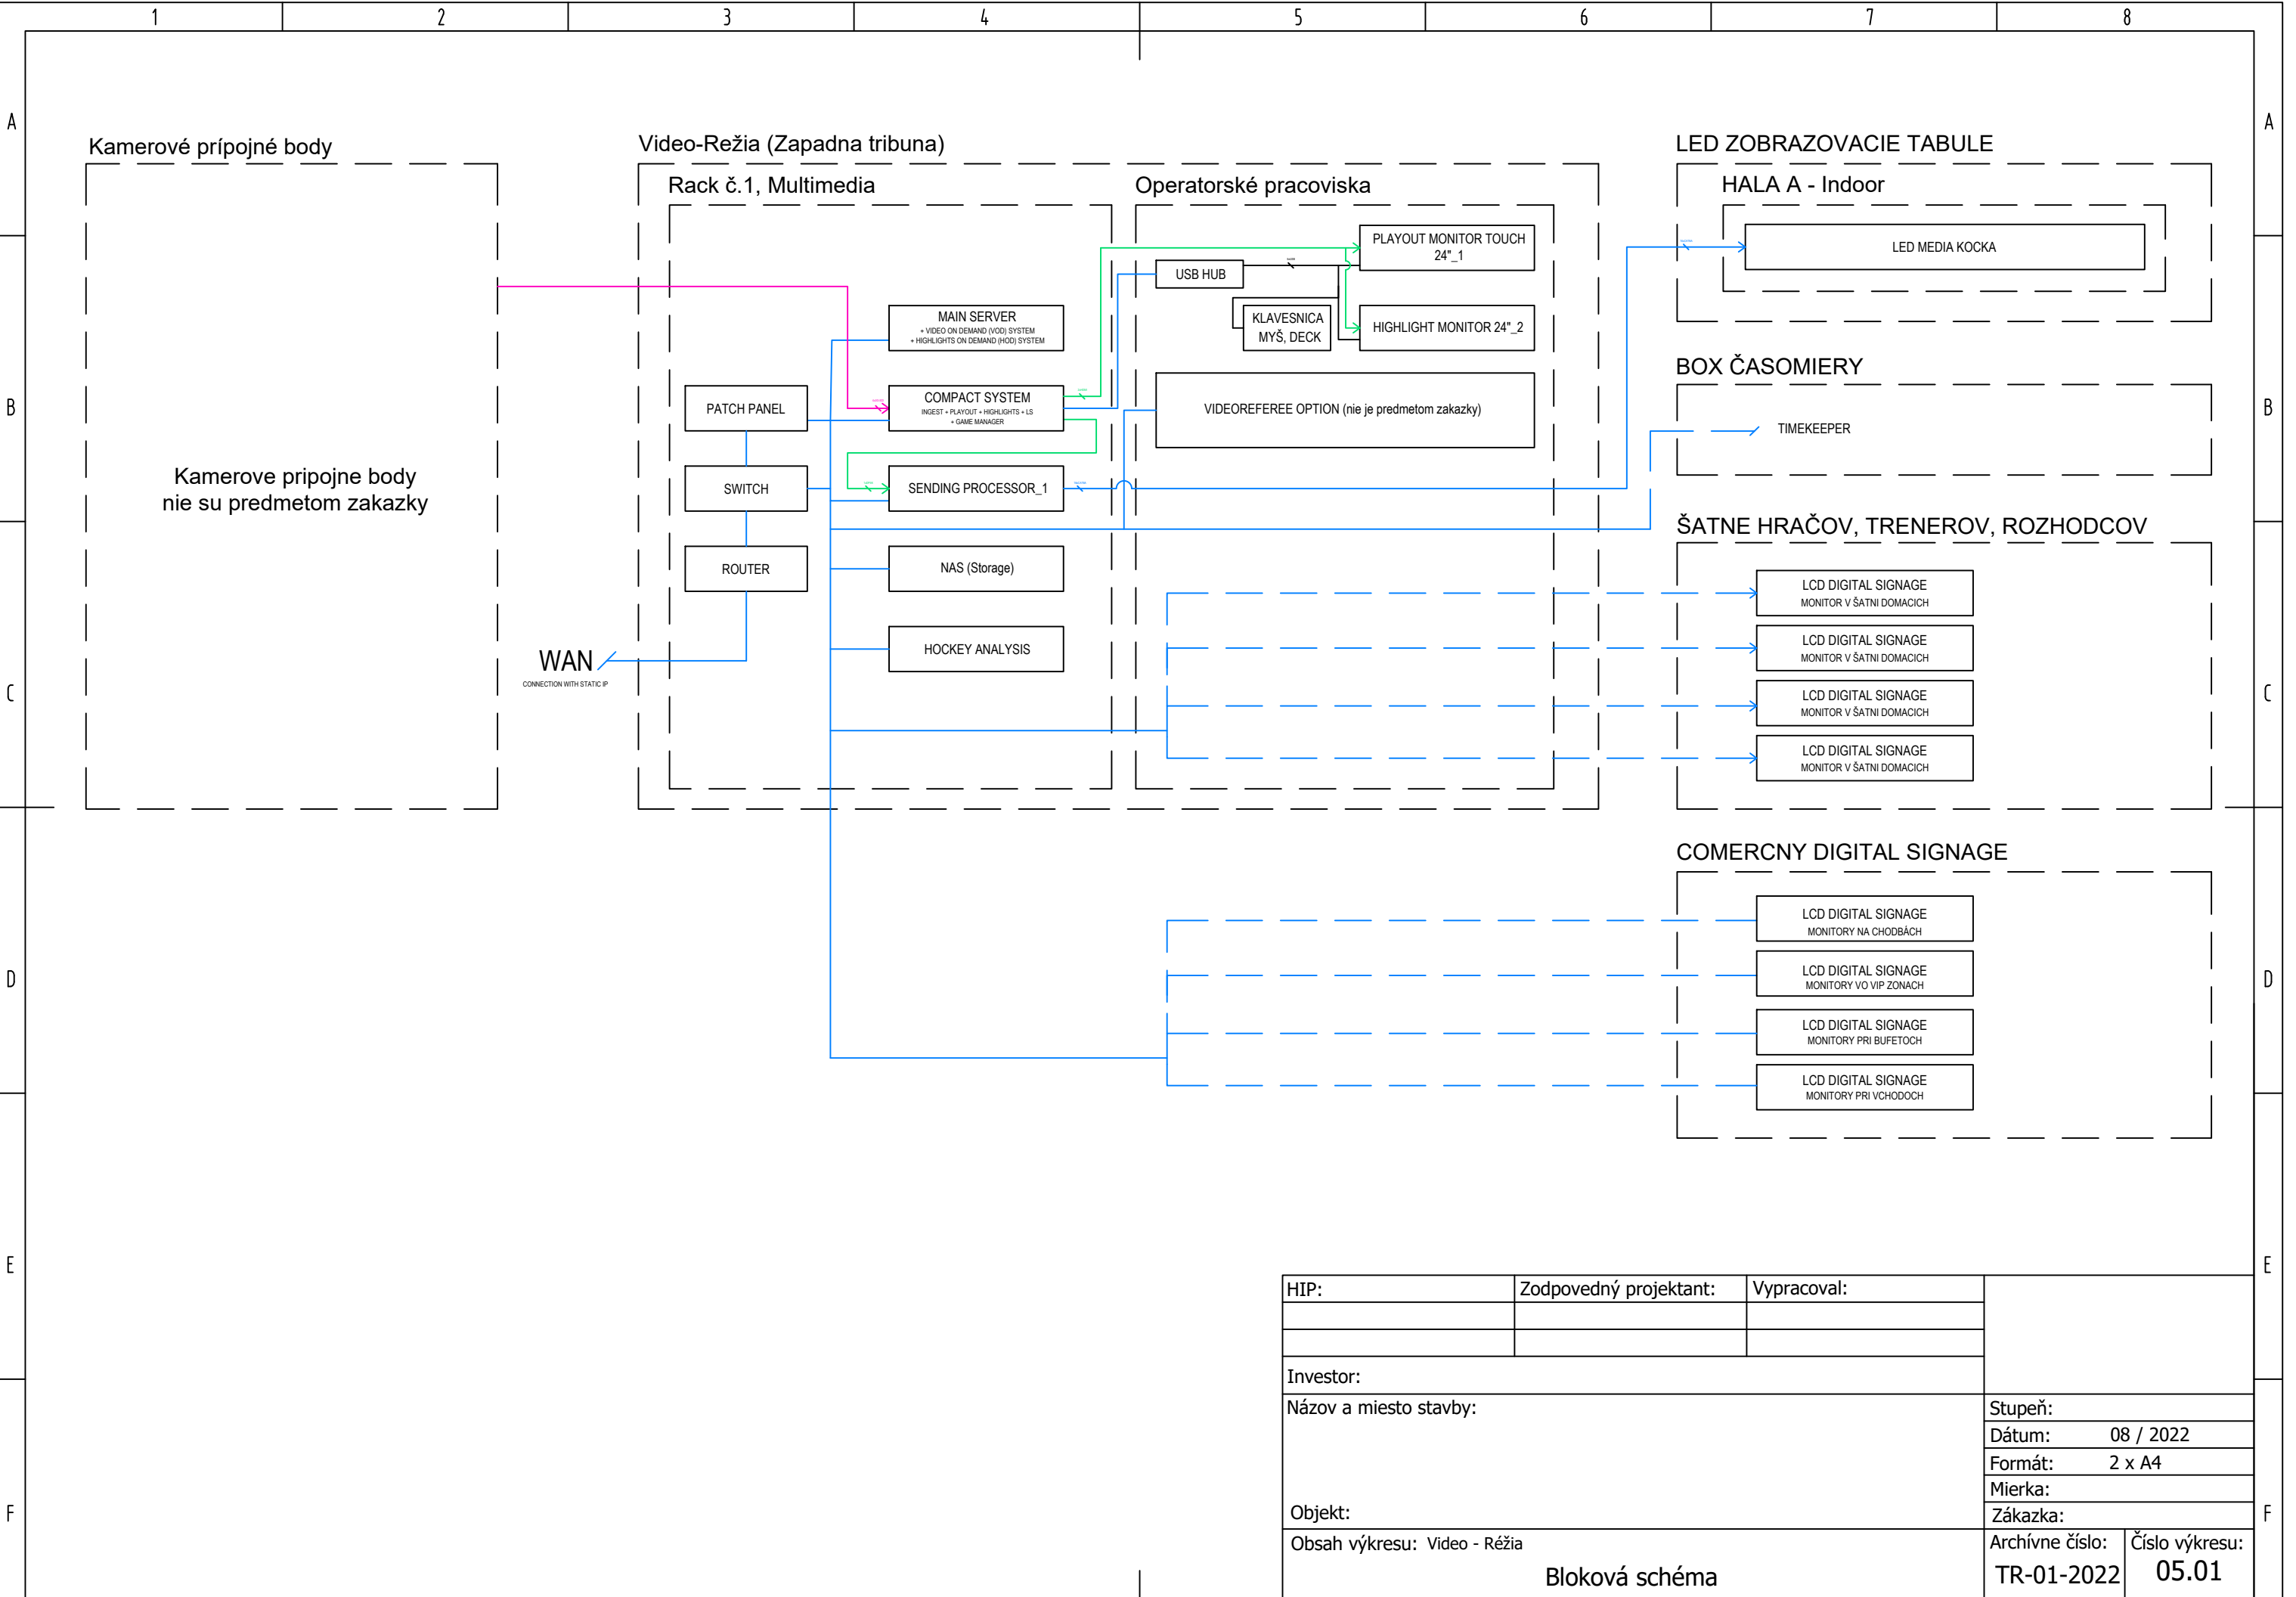 1 2 3 4 5 6 7 8
A A
B B
C C
D D
E E
F F
Kamerové prípojné body
Kamerove pripojne body
nie su predmetom zakazky
WAN
CONNECTION WITH STATIC IP
Video-Režia (Zapadna tribuna)
Rack č.1, Multimedia
MAIN SERVER
+ VIDEO ON DEMAND (VOD) SYSTEM
+ HIGHLIGHTS ON DEMAND (HOD) SYSTEM
PATCH PANEL
COMPACT SYSTEM
INGEST + PLAYOUT + HIGHLIGHTS + LS
+ GAME MANAGER
SWITCH
SENDING PROCESSOR_1
ROUTER
NAS (Storage)
HOCKEY ANALYSIS
Operatorské pracoviska
PLAYOUT MONITOR TOUCH
24"_1
USB HUB
KLAVESNICA
MYŠ, DECK
HIGHLIGHT MONITOR 24"_2
VIDEOREFEREE OPTION (nie je predmetom zakazky)
LED ZOBRAZOVACIE TABULE
HALA A - Indoor
LED MEDIA KOCKA
BOX ČASOMIERY
TIMEKEEPER
ŠATNE HRAČOV, TRENEROV, ROZHODCOV
LCD DIGITAL SIGNAGE
MONITOR V ŠATNI DOMACICH
LCD DIGITAL SIGNAGE
MONITOR V ŠATNI DOMACICH
LCD DIGITAL SIGNAGE
MONITOR V ŠATNI DOMACICH
LCD DIGITAL SIGNAGE
MONITOR V ŠATNI DOMACICH
COMERCNY DIGITAL SIGNAGE
LCD DIGITAL SIGNAGE
MONITORY NA CHODBÁCH
LCD DIGITAL SIGNAGE
MONITORY VO VIP ZONACH
LCD DIGITAL SIGNAGE
MONITORY PRI BUFETOCH
LCD DIGITAL SIGNAGE
MONITORY PRI VCHODOCH
HIP: Zodpovedný projektant: Vypracoval:
Investor:
Názov a miesto stavby:
Objekt:
Obsah výkresu: Video - Réžia
Bloková schéma
Stupeň:
Dátum: 08 / 2022
Formát: 2 x A4
Mierka:
Zákazka:
Archívne číslo: Číslo výkresu:
TR-01-2022 05.01